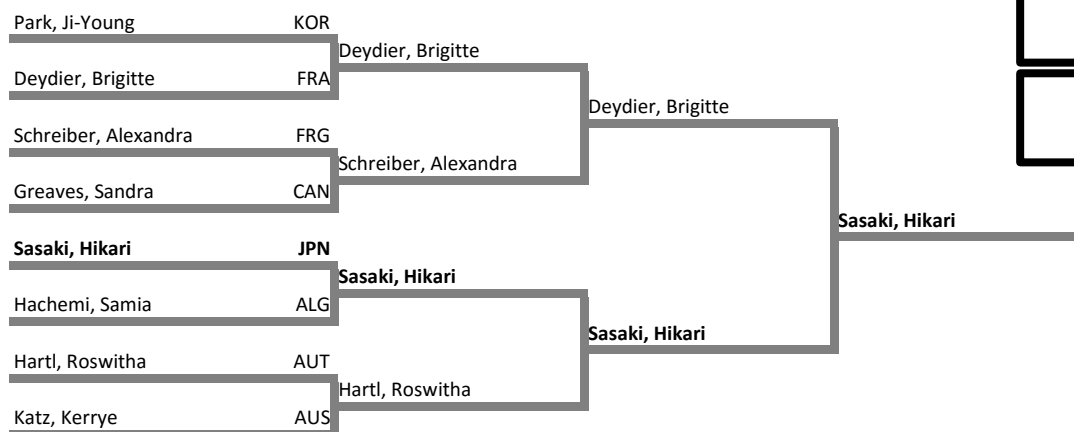 Park, Ji-Young KOR
Deydier, Brigitte
Deydier, Brigitte FRA
Deydier, Brigitte
Schreiber, Alexandra FRG
Schreiber, Alexandra
Greaves, Sandra CAN
Sasaki, Hikari
Sasaki, Hikari JPN
Sasaki, Hikari
Hachemi, Samia ALG
Sasaki, Hikari
Hartl, Roswitha AUT
Hartl, Roswitha
Katz, Kerrye AUS